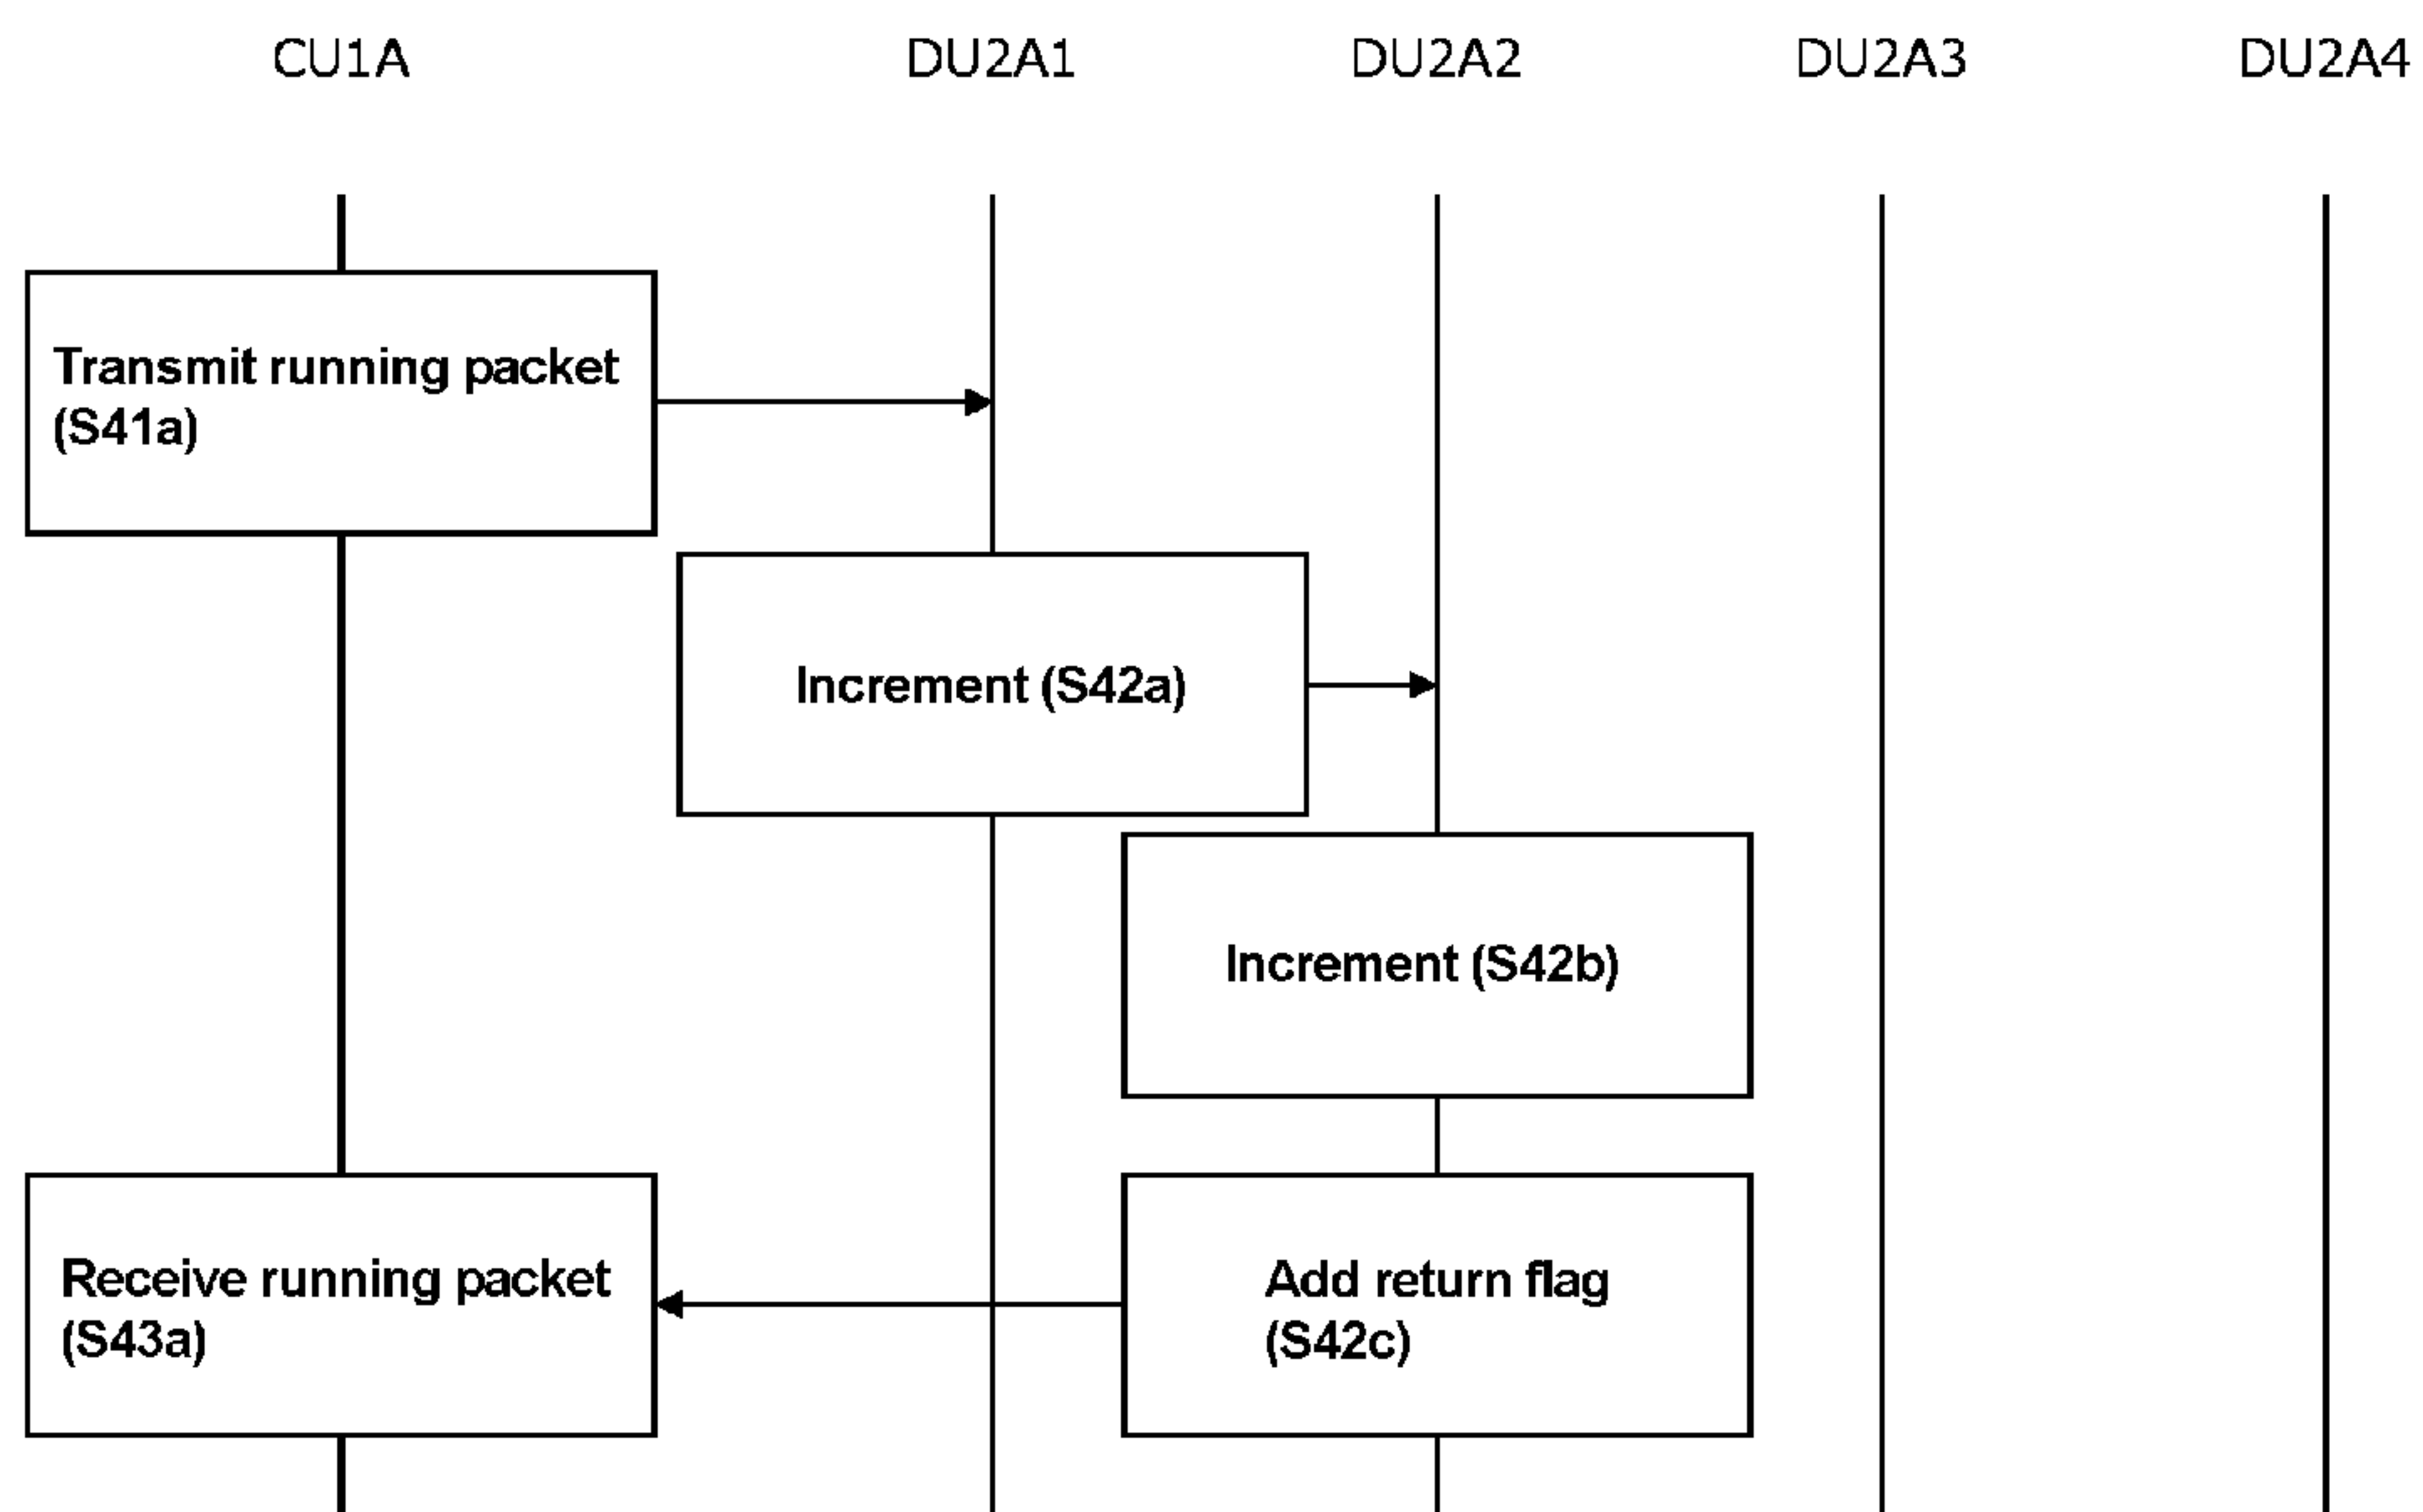 CU1A
DU2A1
DU2A2
DU2A3
DU2A4
Transmit running packet
(S41a)
Increment (S42a)
Increment (S42b)
Receive running packet
(S43a)
Add return flag
(S42c)